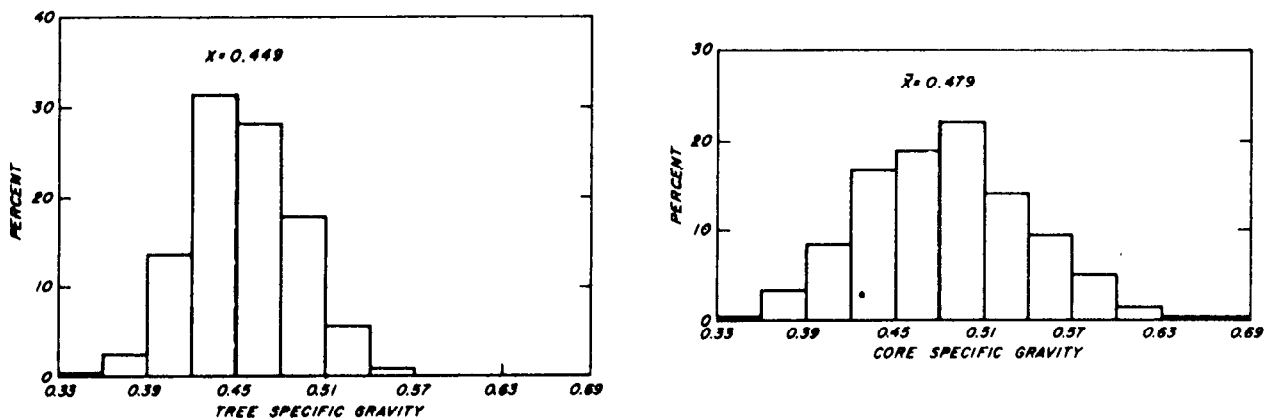 40
30
20
10
0
PERCENT
X = 0.449
0.33 0.39 0.45 0.51 0.57 0.63 0.69
TREE SPECIFIC GRAVITY
30
20
10
0
PERCENT
X̄ = 0.479
0.33 0.39 0.45 0.51 0.57 0.63 0.69
CORE SPECIFIC GRAVITY